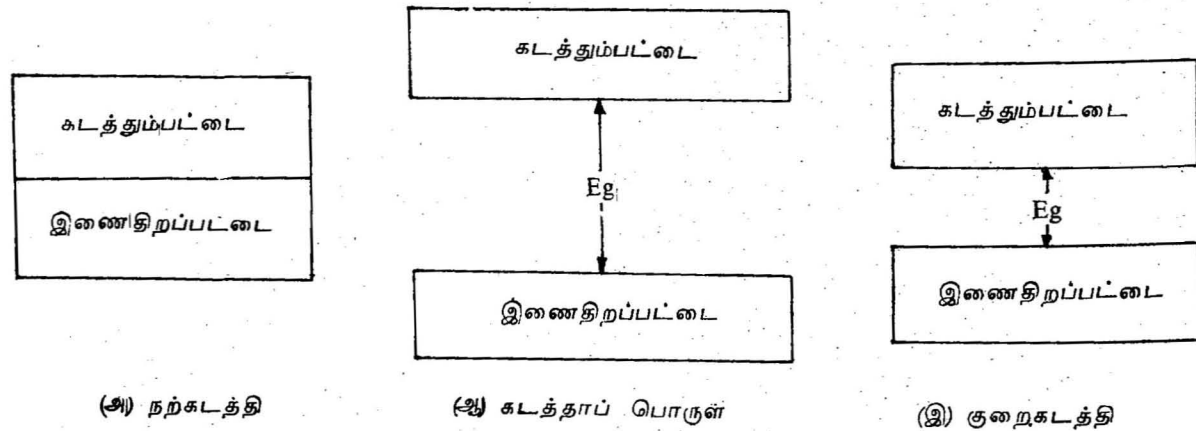 கடத்தும்பட்டை
இணைதிறப்பட்டை
(அ) நற்கடத்தி
கடத்தும்பட்டை
Eg
இணைதிறப்பட்டை
(ஆ) கடத்தாப் பொருள்
கடத்தும்பட்டை
Eg
இணைதிறப்பட்டை
(இ) குறைகடத்தி